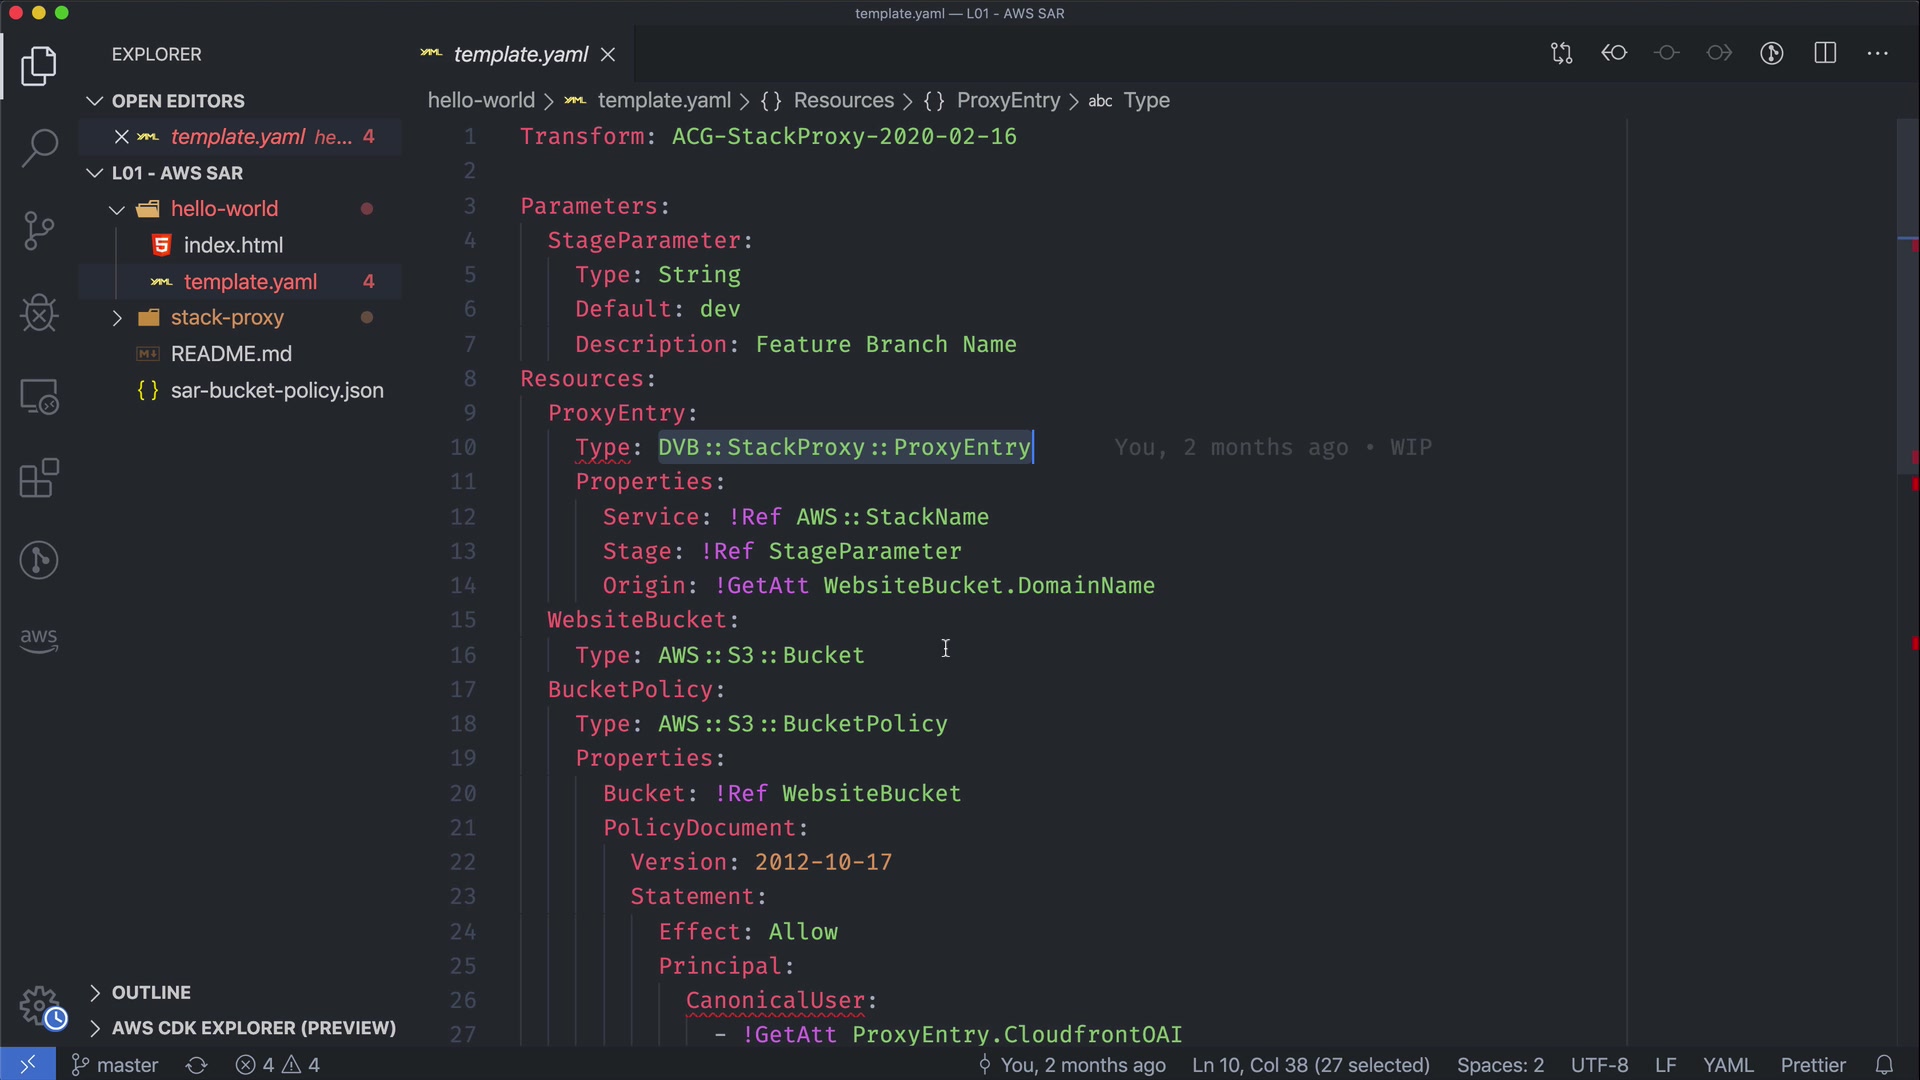 template.yaml — L01 - AWS SAR
EXPLORER
OPEN EDITORS
template.yaml he... 4
L01 - AWS SAR
hello-world
index.html
template.yaml 4
stack-proxy
README.md
sar-bucket-policy.json
OUTLINE
AWS CDK EXPLORER (PREVIEW)
aws
template.yaml
hello-world > template.yaml > {} Resources > {} ProxyEntry > abc Type
1 Transform: ACG-StackProxy-2020-02-16
2
3 Parameters:
4 StageParameter:
5 Type: String
6 Default: dev
7 Description: Feature Branch Name
8 Resources:
9 ProxyEntry:
10 Type: DVB::StackProxy::ProxyEntry You, 2 months ago • WIP
11 Properties:
12 Service: !Ref AWS::StackName
13 Stage: !Ref StageParameter
14 Origin: !GetAtt WebsiteBucket.DomainName
15 WebsiteBucket:
16 Type: AWS::S3::Bucket
17 BucketPolicy:
18 Type: AWS::S3::BucketPolicy
19 Properties:
20 Bucket: !Ref WebsiteBucket
21 PolicyDocument:
22 Version: 2012-10-17
23 Statement:
24 Effect: Allow
25 Principal:
26 CanonicalUser:
27 - !GetAtt ProxyEntry.CloudfrontOAI
master 4 4 You, 2 months ago Ln 10, Col 38 (27 selected) Spaces: 2 UTF-8 LF YAML Prettier